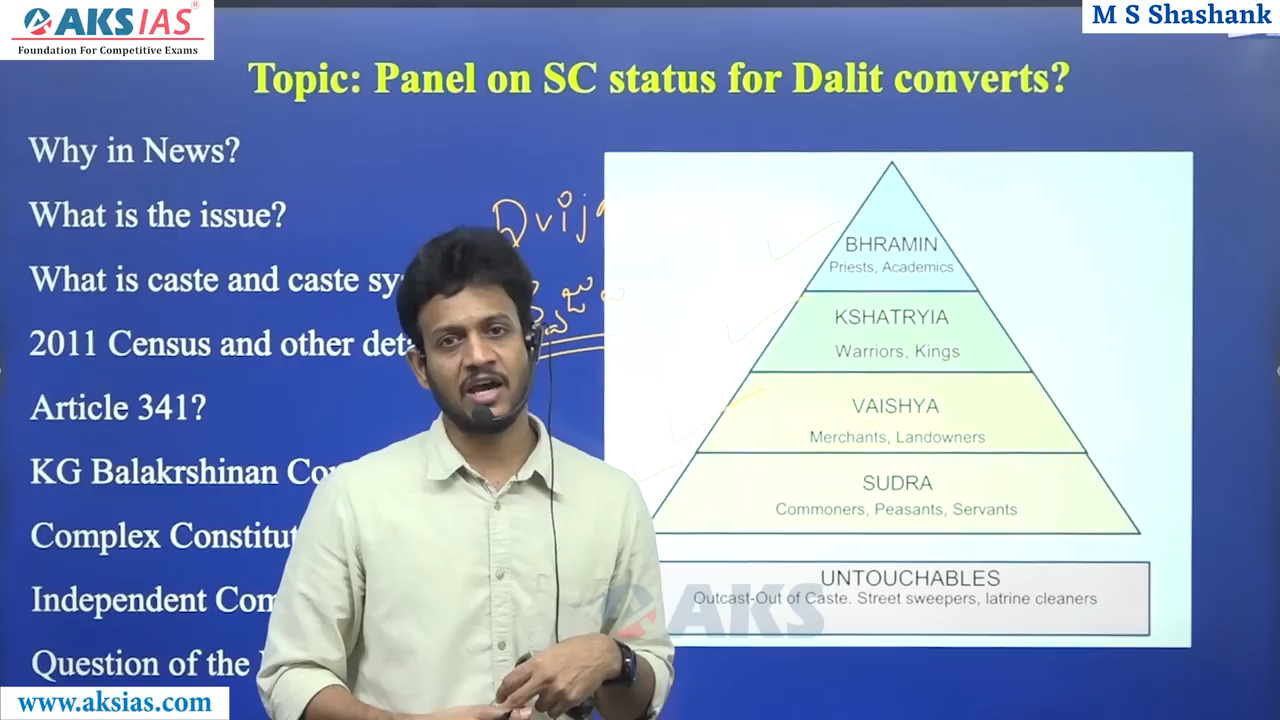 AKSIAS®
Foundation For Competitive Exams
M S Shashank
Topic: Panel on SC status for Dalit converts?
Why in News?
What is the issue?
What is caste and caste sy
2011 Census and other deta
Article 341?
KG Balakrshinan Co
Complex Constitut
Independent Com
Question of the
Dvij
BHRAMIN
Priests, Academics
KSHATRYIA
Warriors, Kings
VAISHYA
Merchants, Landowners
SUDRA
Commoners, Peasants, Servants
UNTOUCHABLES
Outcast-Out of Caste. Street sweepers, latrine cleaners
AKS
www.aksias.com